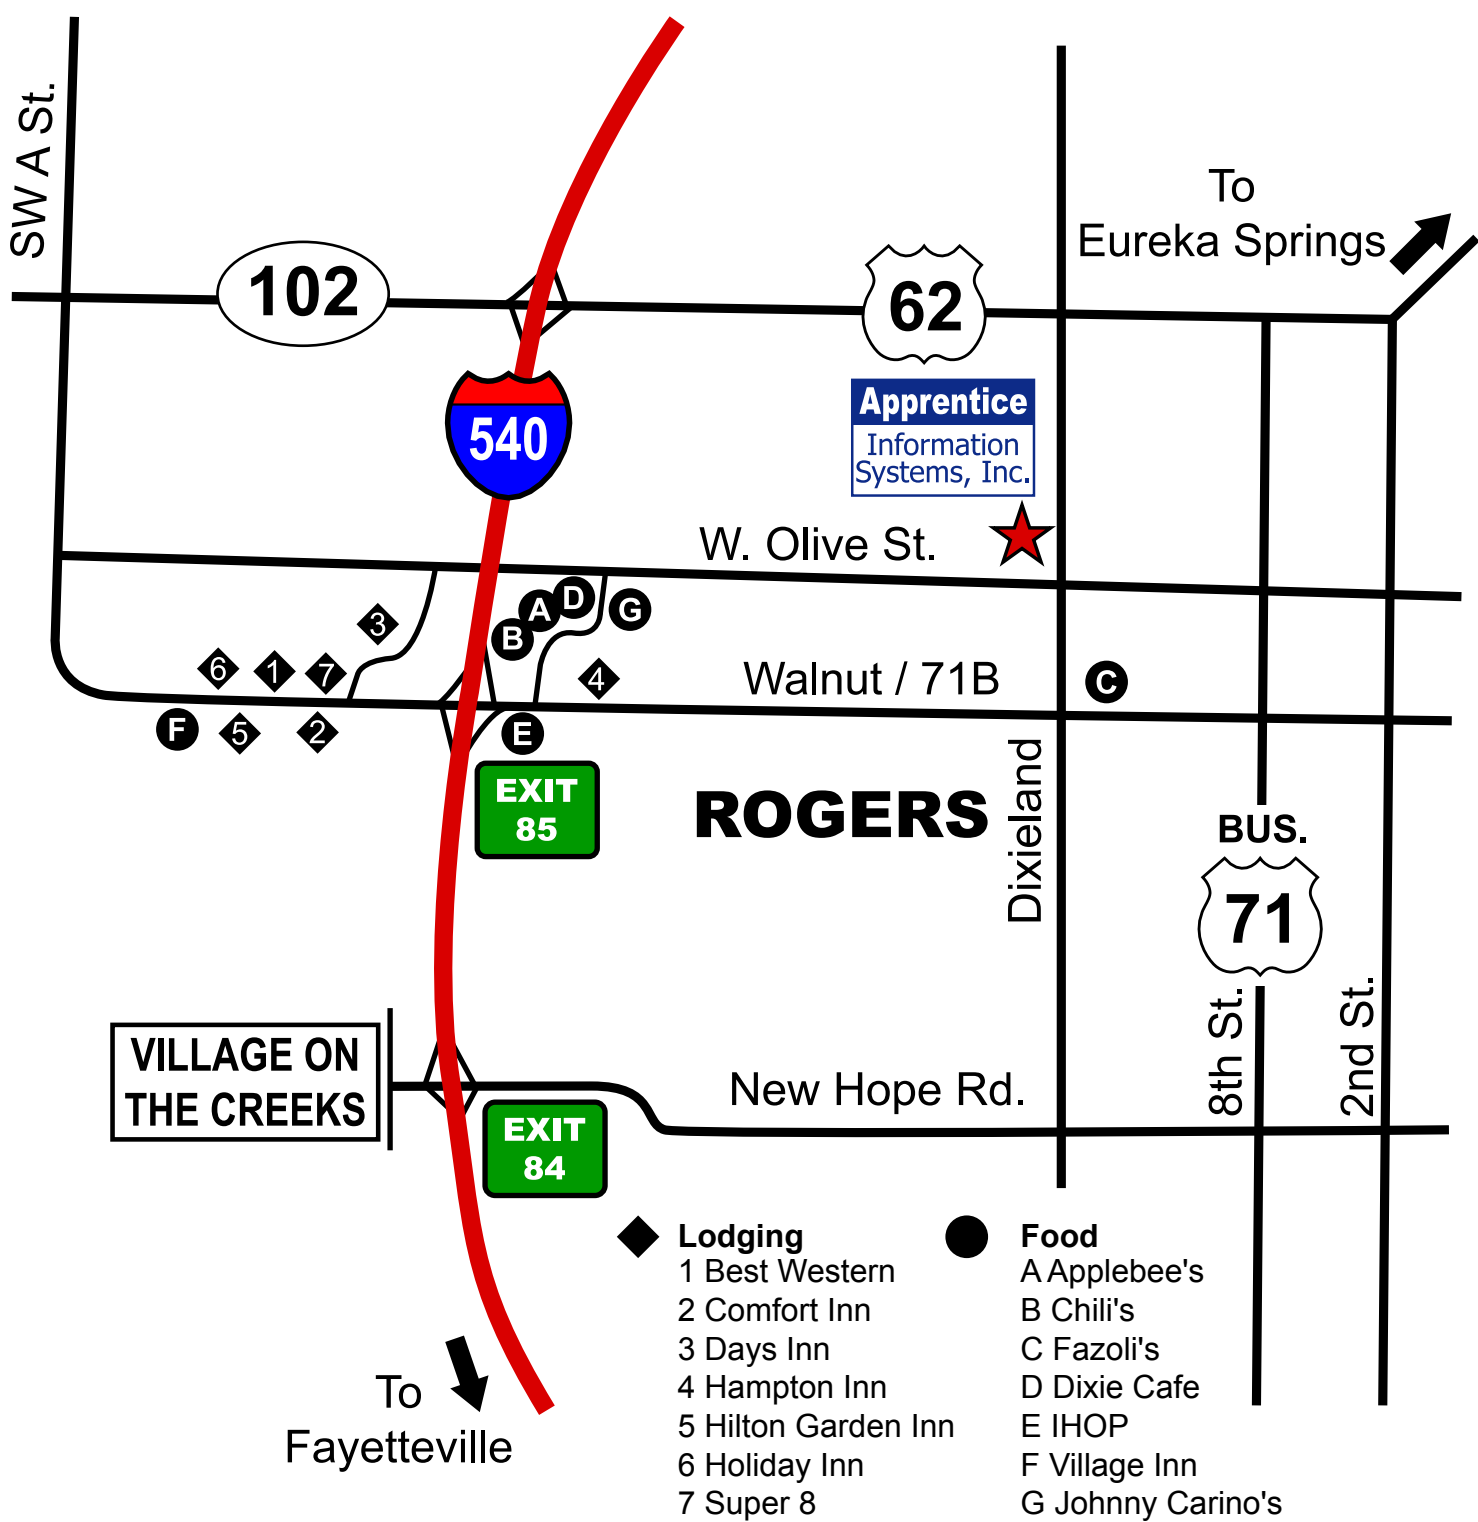 SW A St.
To
Eureka Springs
102
62
540
Apprentice
Information
Systems, Inc.
W. Olive St.
3
B
A
D
G
6
1
7
4
Walnut / 71B
C
F
5
2
E
EXIT
85
ROGERS
Dixieland
BUS.
71
8th St.
2nd St.
VILLAGE ON
THE CREEKS
New Hope Rd.
EXIT
84
To
Fayetteville
Lodging
1 Best Western
2 Comfort Inn
3 Days Inn
4 Hampton Inn
5 Hilton Garden Inn
6 Holiday Inn
7 Super 8
Food
A Applebee's
B Chili's
C Fazoli's
D Dixie Cafe
E IHOP
F Village Inn
G Johnny Carino's